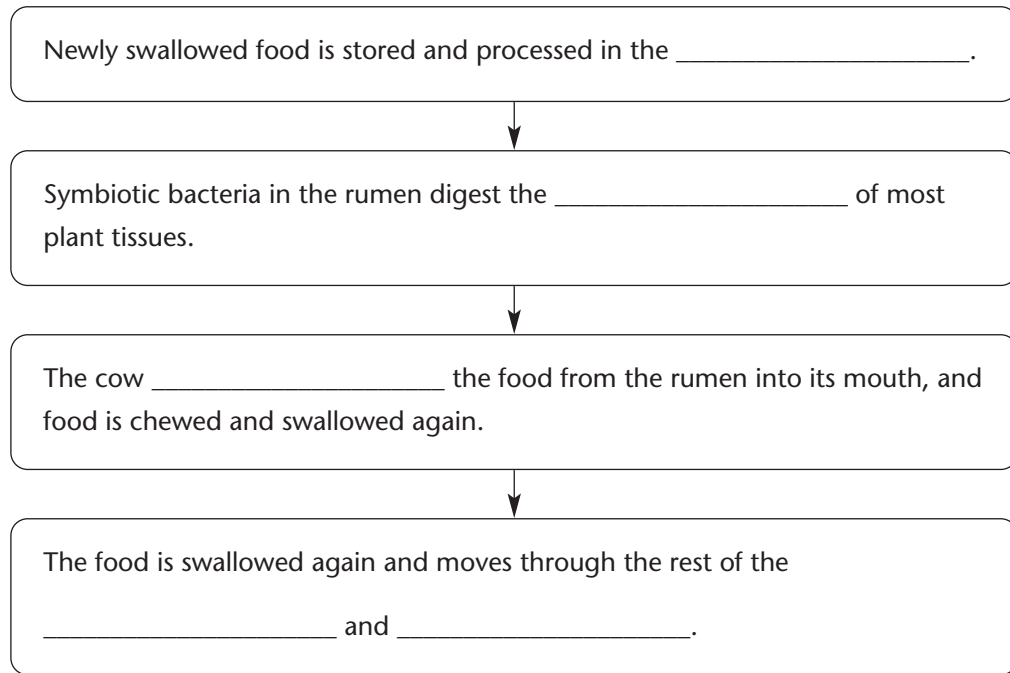 Newly swallowed food is stored and processed in the ______________________.
Symbiotic bacteria in the rumen digest the ______________________ of most
plant tissues.
The cow ______________________ the food from the rumen into its mouth, and
food is chewed and swallowed again.
The food is swallowed again and moves through the rest of the
______________________ and ______________________.